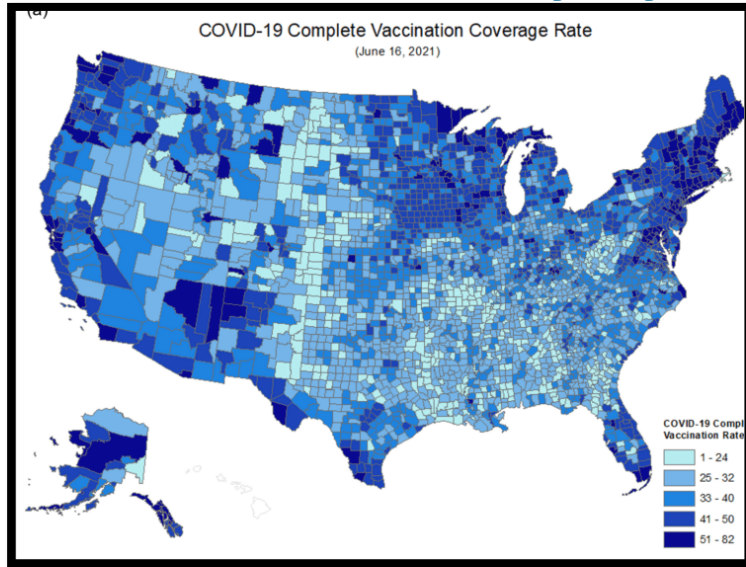 (a)
COVID-19 Complete Vaccination Coverage Rate
(June 16, 2021)
COVID-19 Compl
Vaccination Rate
1 - 24
25 - 32
33 - 40
41 - 50
51 - 82